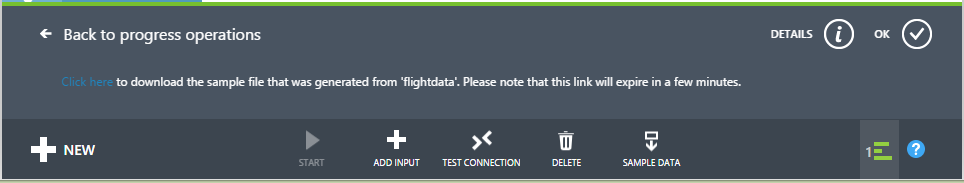 Back to progress operations
DETAILS
OK
Click here to download the sample file that was generated from 'flightdata'. Please note that this link will expire in a few minutes.
NEW
START
ADD INPUT
TEST CONNECTION
DELETE
SAMPLE DATA
1
?